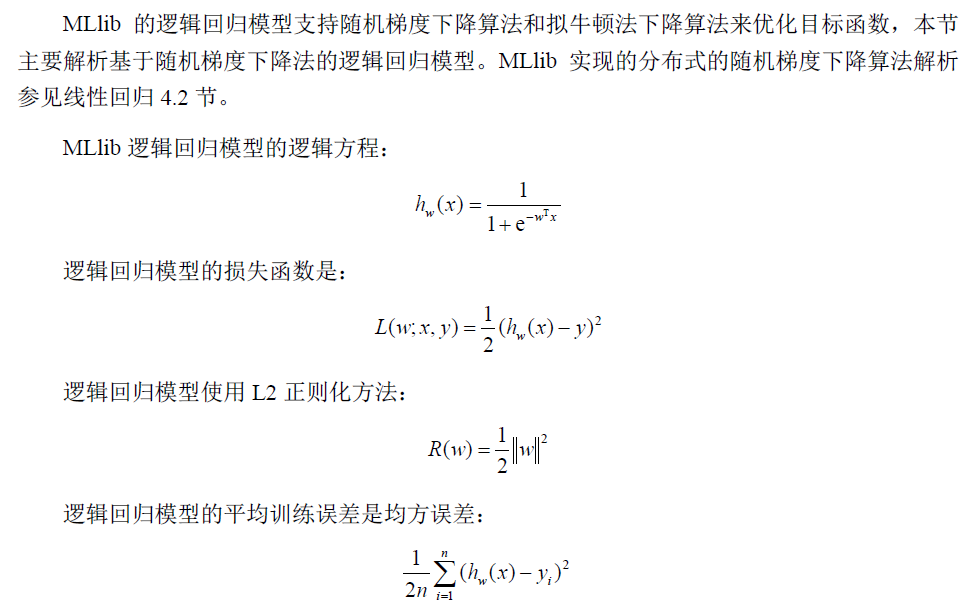 MLlib 的逻辑回归模型支持随机梯度下降算法和拟牛顿法下降算法来优化目标函数，本节
主要解析基于随机梯度下降法的逻辑回归模型。MLlib 实现的分布式的随机梯度下降算法解析
参见线性回归 4.2 节。
MLlib 逻辑回归模型的逻辑方程：
h_w(x) = 1 / (1 + e^{-w^T x})
逻辑回归模型的损失函数是：
L(w; x, y) = 1/2 (h_w(x) − y)^2
逻辑回归模型使用 L2 正则化方法：
R(w) = 1/2 ‖w‖^2
逻辑回归模型的平均训练误差是均方误差：
1/(2n) ∑_{i=1}^{n} (h_w(x) − y_i)^2